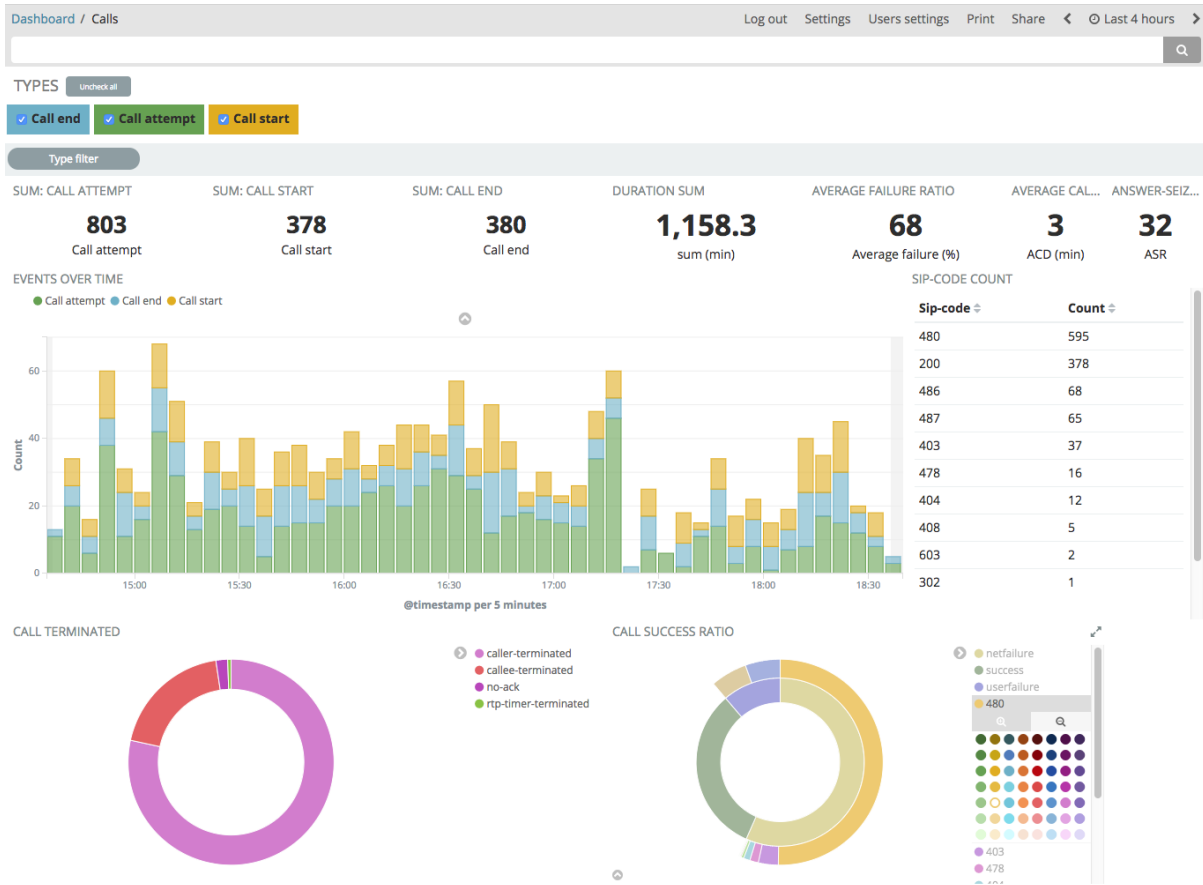 Dashboard / Calls Log out Settings Users settings Print Share Last 4 hours
TYPES Uncheck all
Call end Call attempt Call start
Type filter
SUM: CALL ATTEMPT SUM: CALL START SUM: CALL END DURATION SUM AVERAGE FAILURE RATIO AVERAGE CAL... ANSWER-SEIZ...
803 378 380 1,158.3 68 3 32
Call attempt Call start Call end sum (min) Average failure (%) ACD (min) ASR
EVENTS OVER TIME
Call attempt Call end Call start
60
40
20
0
Count
15:00 15:30 16:00 16:30 17:00 17:30 18:00 18:30
@timestamp per 5 minutes
SIP-CODE COUNT
Sip-code Count
480 595
200 378
486 68
487 65
403 37
478 16
404 12
408 5
603 2
302 1
CALL TERMINATED
caller-terminated
callee-terminated
no-ack
rtp-timer-terminated
CALL SUCCESS RATIO
netfailure
success
userfailure
480
403
478